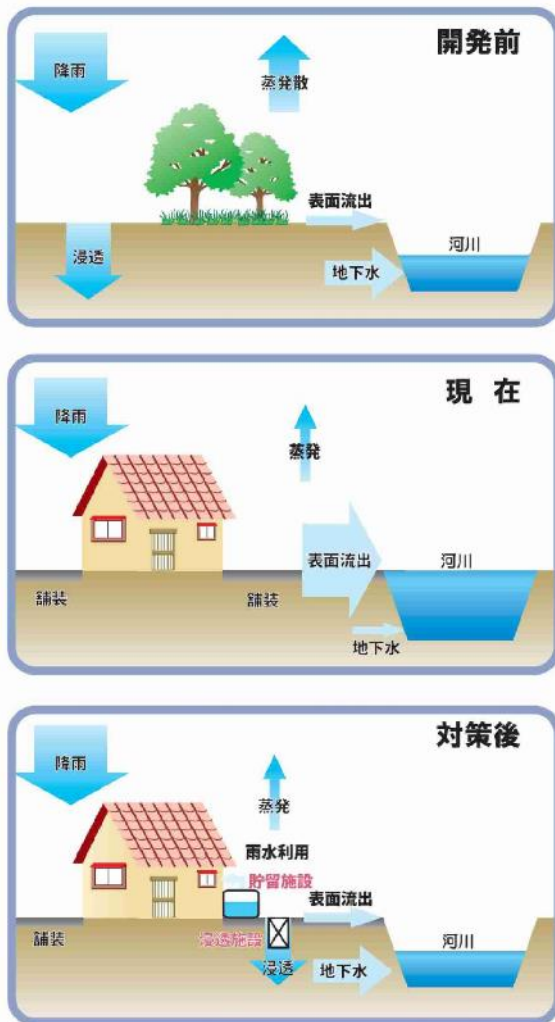 開発前
降雨
蒸発散
表面流出
浸透
河川
地下水
現 在
降雨
蒸発
表面流出
河川
舗装
舗装
地下水
対策後
降雨
蒸発
雨水利用
貯留施設
表面流出
舗装
浸透施設
河川
浸透
地下水